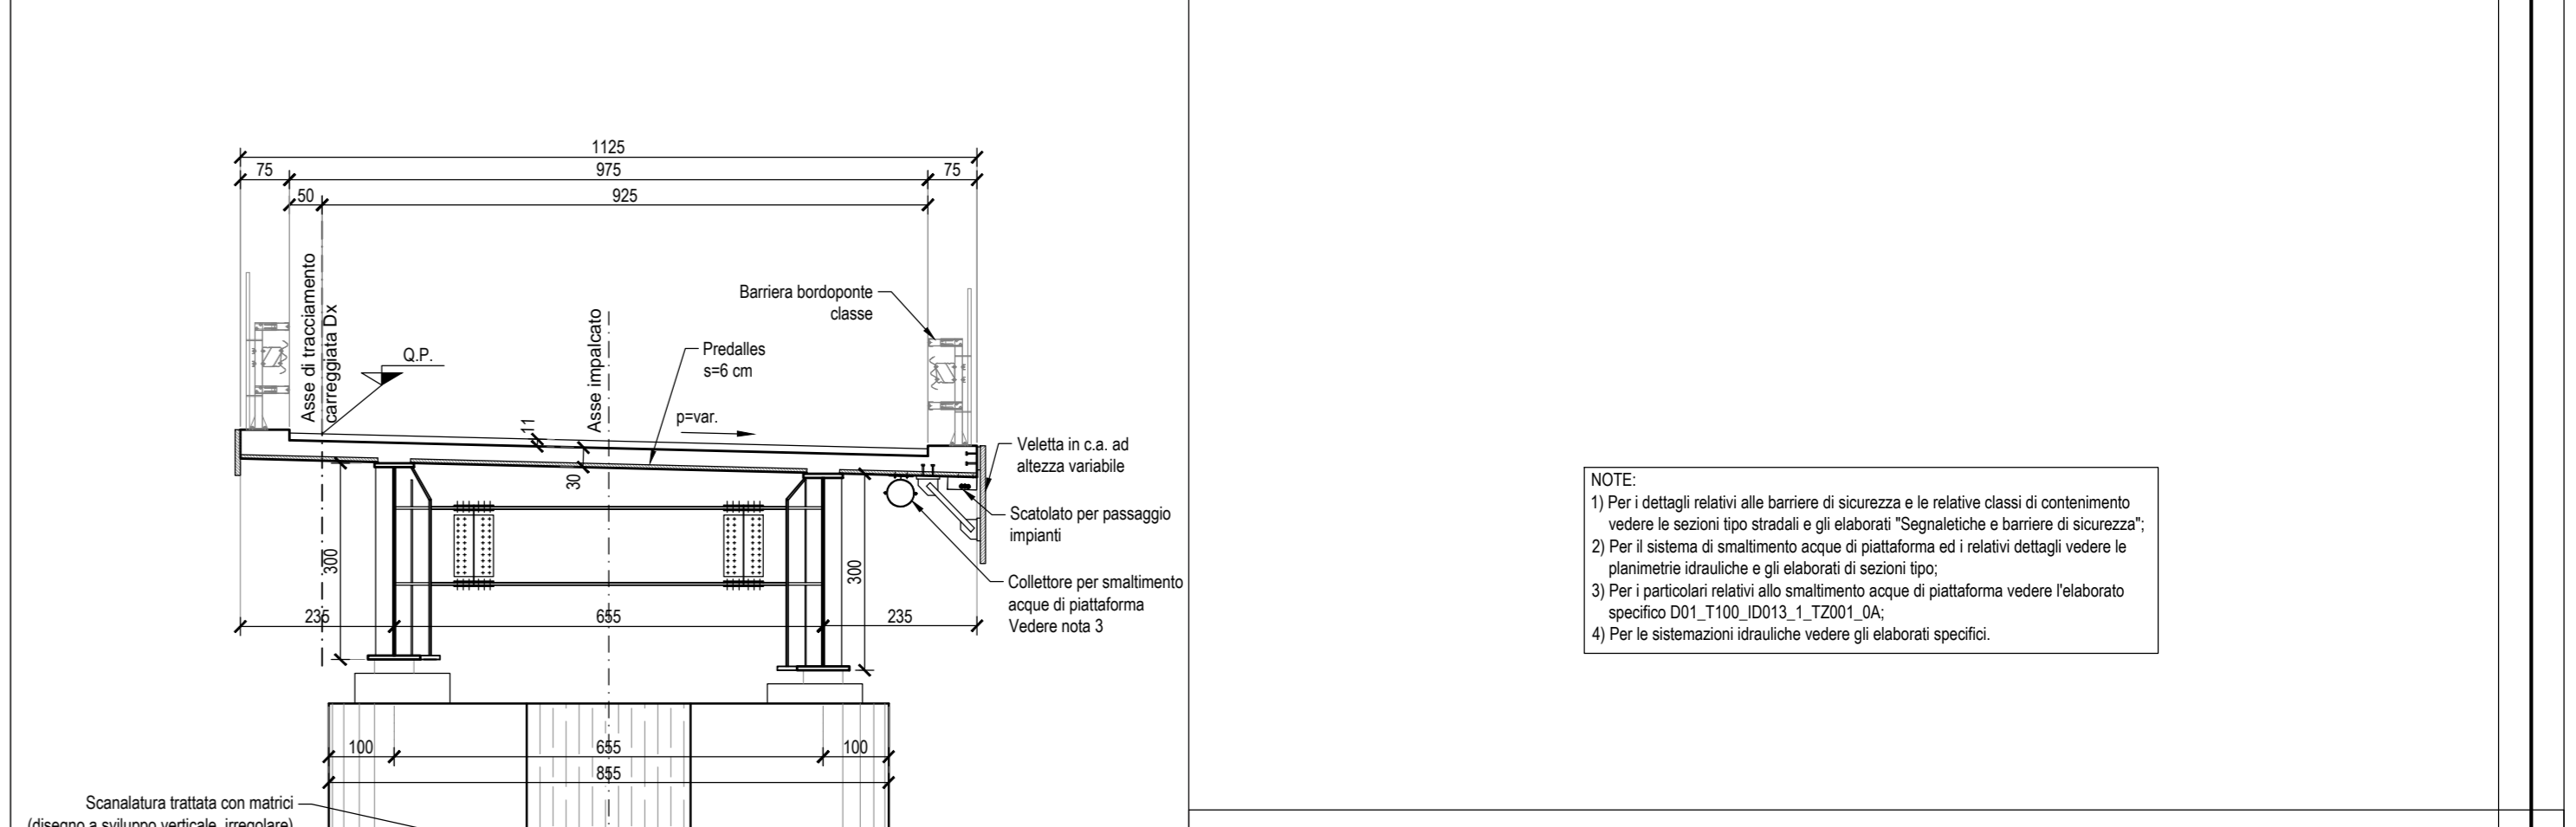 1125
75
975
75
50
925
Asse di tracciamento
carreggiata Dx
Asse impalcato
Barriera bordoponte
classe
Q.P.
Predalles
s=6 cm
p=var.
11
30
Veletta in c.a. ad
altezza variabile
Scatolato per passaggio
impianti
Collettore per smaltimento
acque di piattaforma
Vedere nota 3
300
300
235
655
235
100
655
100
855
Scanalatura trattata con matrici
(disegno a sviluppo verticale, irregolare)
NOTE:
1) Per i dettagli relativi alle barriere di sicurezza e le relative classi di contenimento
vedere le sezioni tipo stradali e gli elaborati "Segnaletiche e barriere di sicurezza";
2) Per il sistema di smaltimento acque di piattaforma ed i relativi dettagli vedere le
planimetrie idrauliche e gli elaborati di sezioni tipo;
3) Per i particolari relativi allo smaltimento acque di piattaforma vedere l'elaborato
specifico D01_T100_ID013_1_TZ001_0A;
4) Per le sistemazioni idrauliche vedere gli elaborati specifici.